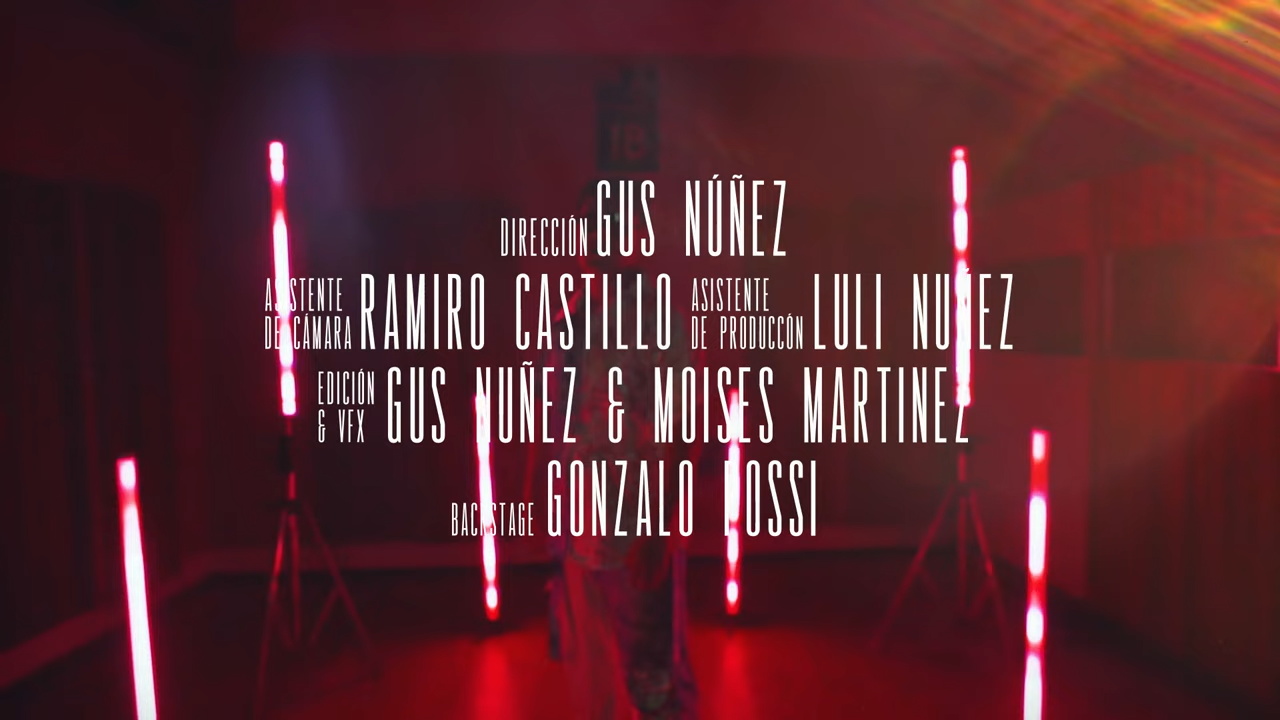 DIRECCIÓN GUS NÚÑEZ
ASISTENTE DE CÁMARA RAMIRO CASTILLO ASISTENTE DE PRODUCCÓN LULI NUÑEZ
EDICIÓN & VFX GUS NUÑEZ & MOISES MARTINEZ
BACKSTAGE GONZALO